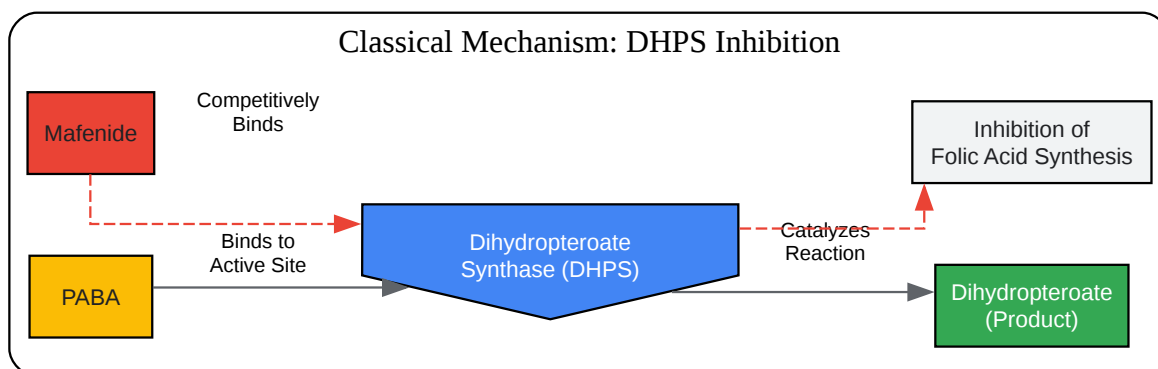 Classical Mechanism: DHPS Inhibition
Mafenide
Competitively
Binds
Inhibition of
Folic Acid Synthesis
Binds to
Active Site
Dihydropteroate
Synthase (DHPS)
Catalyzes
Reaction
PABA
Dihydropteroate
(Product)